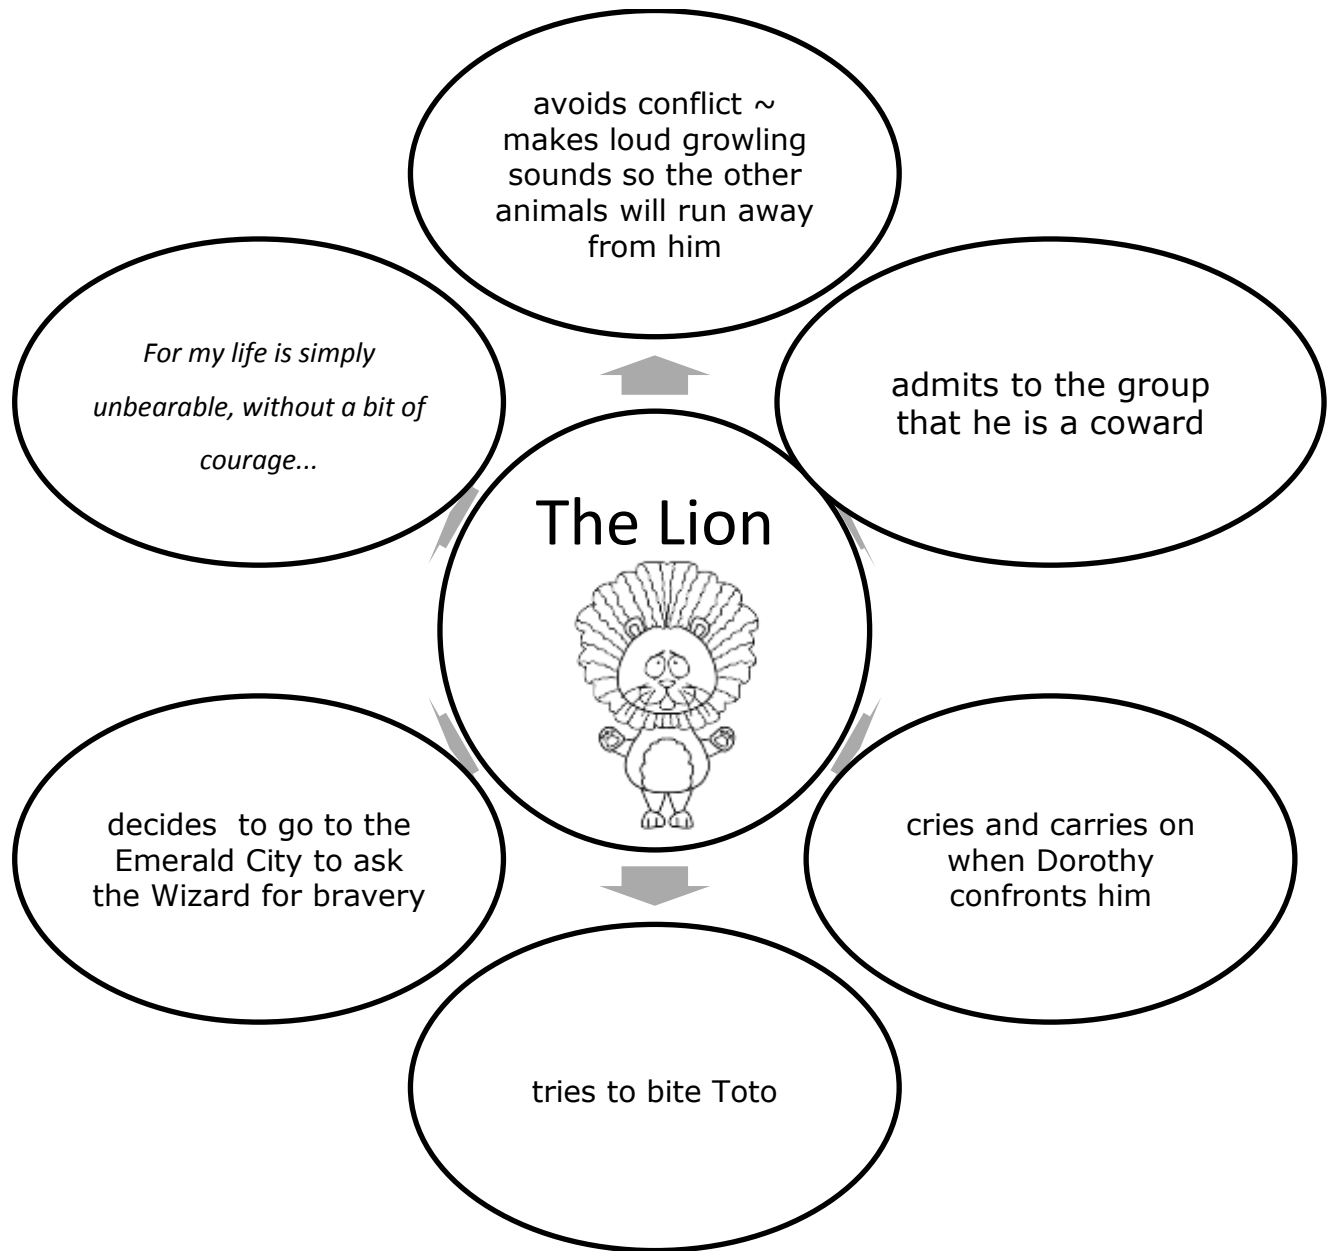 avoids conflict ~
makes loud growling
sounds so the other
animals will run away
from him
For my life is simply
unbearable, without a bit of
courage...
admits to the group
that he is a coward
The Lion
decides  to go to the
Emerald City to ask
the Wizard for bravery
cries and carries on
when Dorothy
confronts him
tries to bite Toto